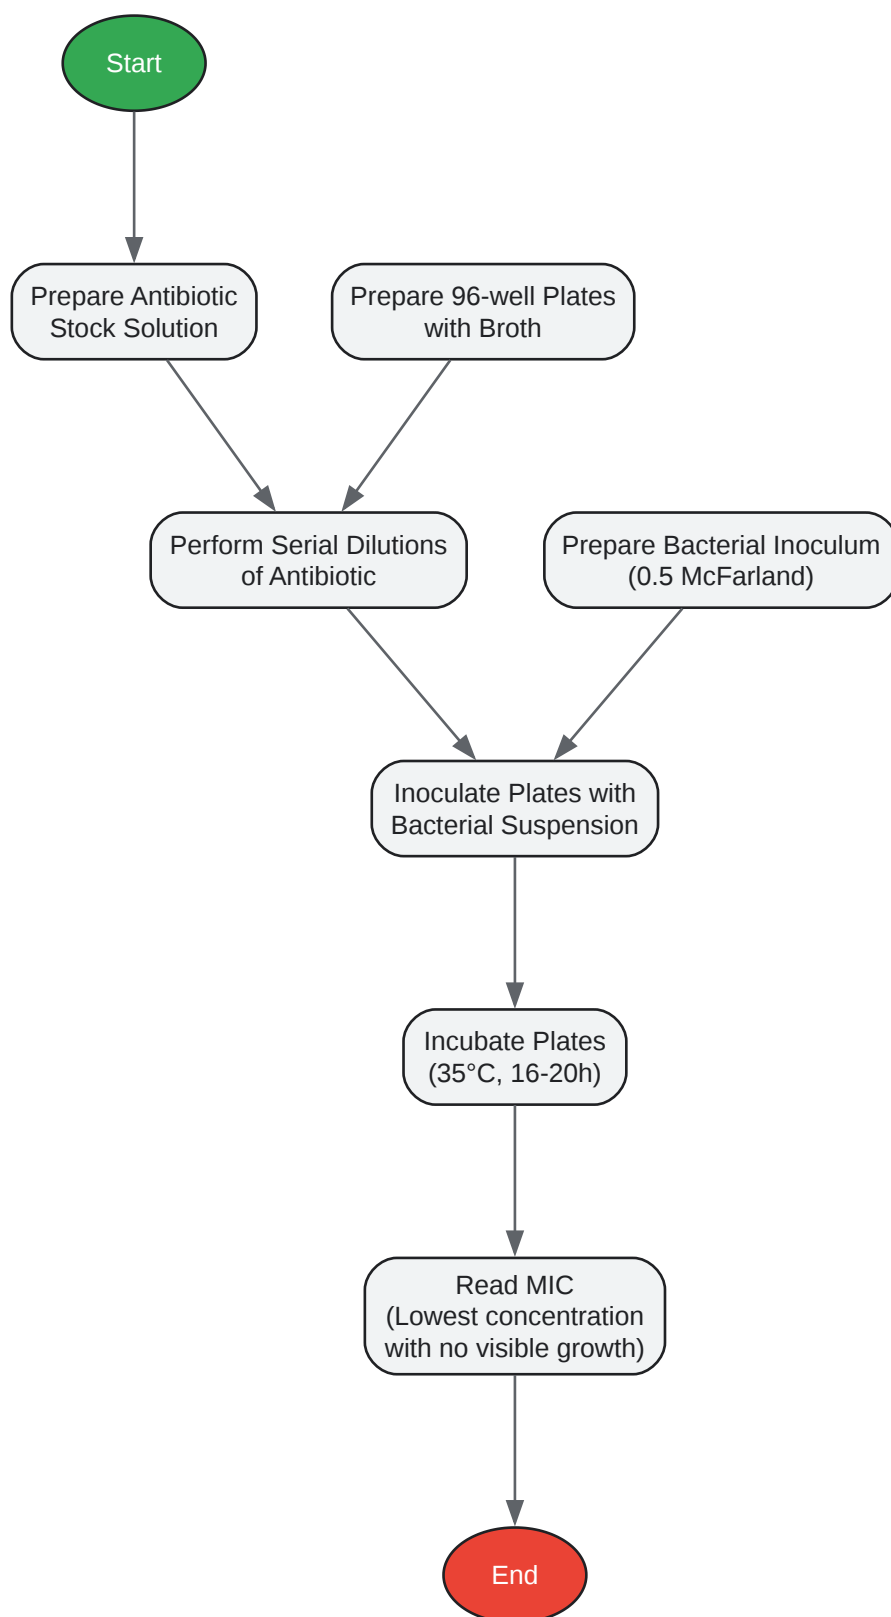 Start
Prepare Antibiotic
Stock Solution
Prepare 96-well Plates
with Broth
Perform Serial Dilutions
of Antibiotic
Prepare Bacterial Inoculum
(0.5 McFarland)
Inoculate Plates with
Bacterial Suspension
Incubate Plates
(35°C, 16-20h)
Read MIC
(Lowest concentration
with no visible growth)
End